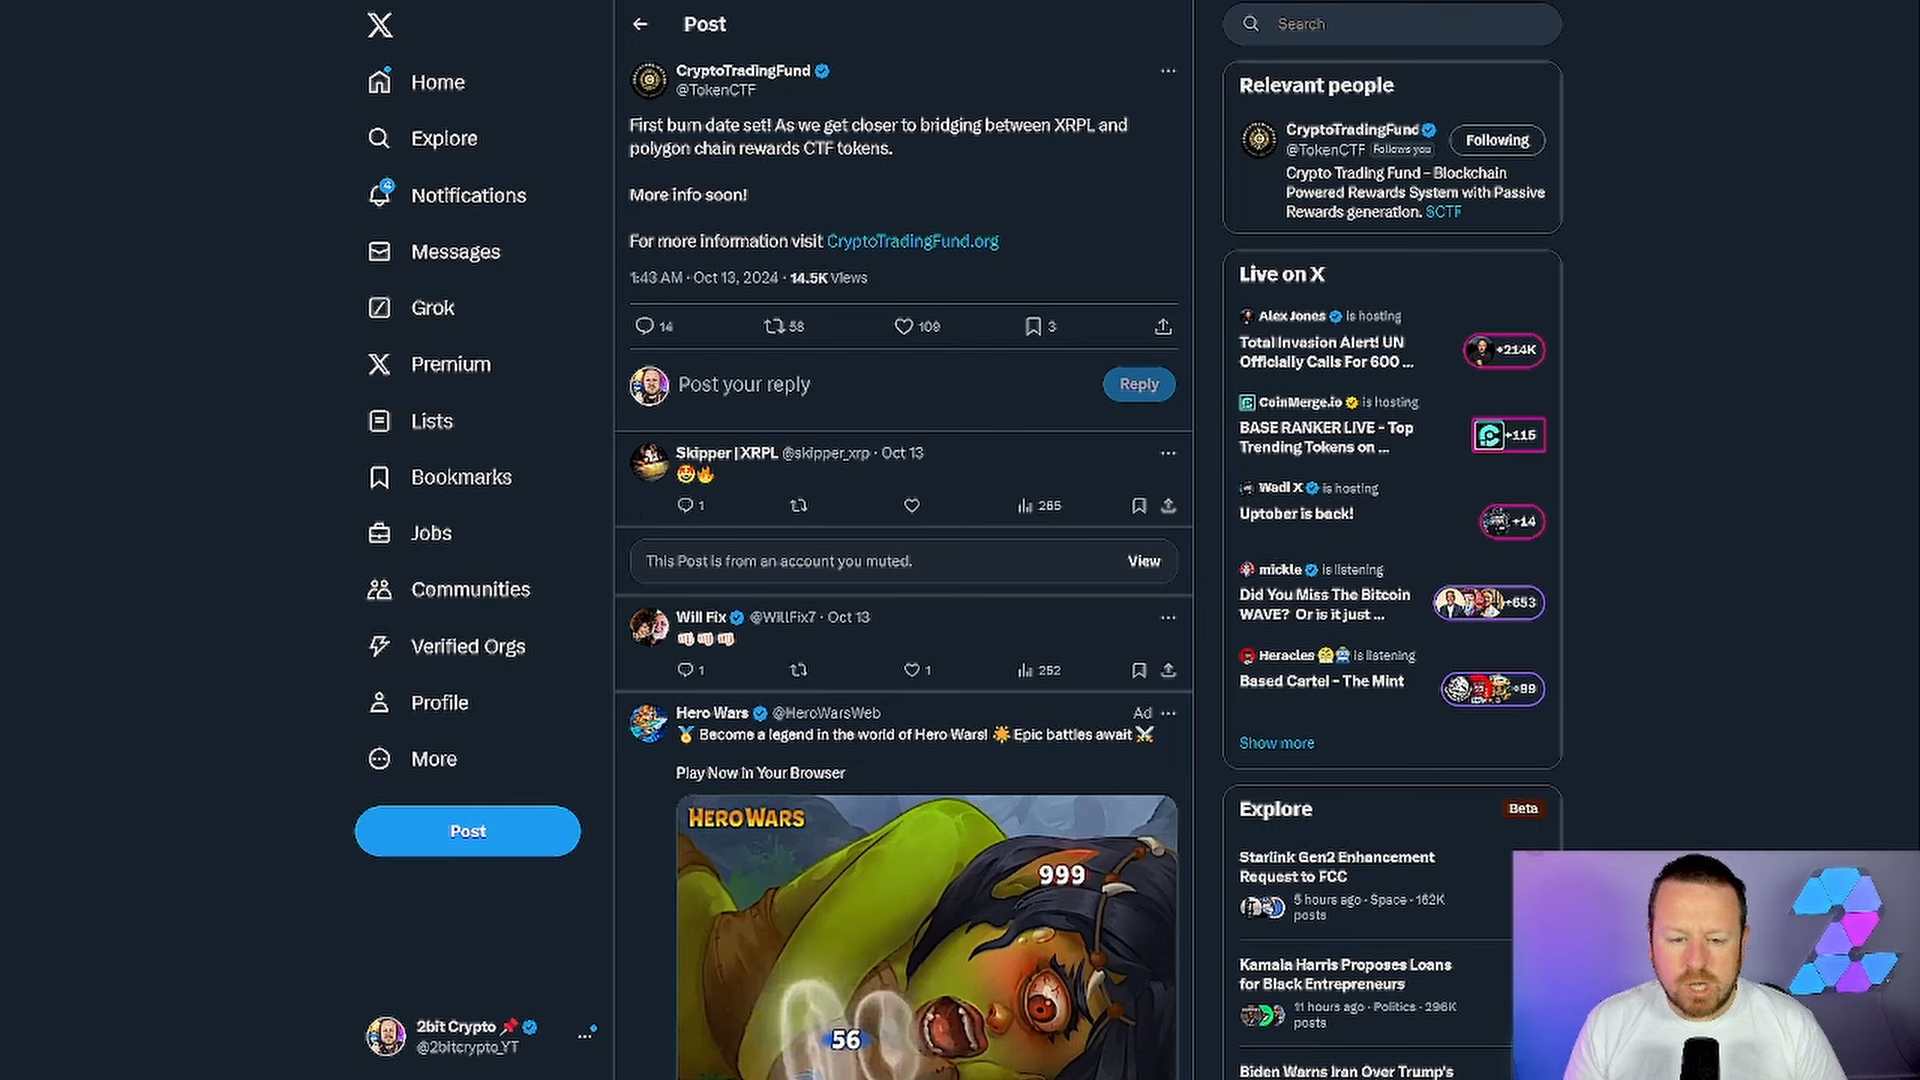 Home
Explore
4
Notifications
Messages
Grok
Premium
Lists
Bookmarks
Jobs
Communities
Verified Orgs
Profile
More
Post
2bit Crypto
@2bitcrypto_YT
Post
CryptoTradingFund
@TokenCTF
First burn date set! As we get closer to bridging between XRPL and
polygon chain rewards CTF tokens.
More info soon!
For more information visit CryptoTradingFund.org
1:43 AM · Oct 13, 2024 · 14.5K Views
14 58 109 3
Post your reply
Reply
Skipper | XRPL @skipper_xrp · Oct 13
1 265
This Post is from an account you muted.
View
Will Fix @WillFix7 · Oct 13
1 1 252
Hero Wars @HeroWarsWeb
Ad
Become a legend in the world of Hero Wars! Epic battles await
Play Now in Your Browser
HERO WARS
999
56
Search
Relevant people
CryptoTradingFund
@TokenCTF Follows you
Following
Crypto Trading Fund – Blockchain
Powered Rewards System with Passive
Rewards generation. $CTF
Live on X
Alex Jones is hosting
Total Invasion Alert! UN
Officially Calls For 600 ...
+214K
CoinMerge.io is hosting
BASE RANKER LIVE - Top
Trending Tokens on ...
+115
Wadl X is hosting
Uptober is back!
+14
mickle is listening
Did You Miss The Bitcoin
WAVE? Or is it just ...
+653
Heracles is listening
Based Cartel - The Mint
+99
Show more
Explore
Beta
Starlink Gen2 Enhancement
Request to FCC
5 hours ago · Space · 162K
posts
Kamala Harris Proposes Loans
for Black Entrepreneurs
11 hours ago · Politics · 296K
posts
Biden Warns Iran Over Trump's